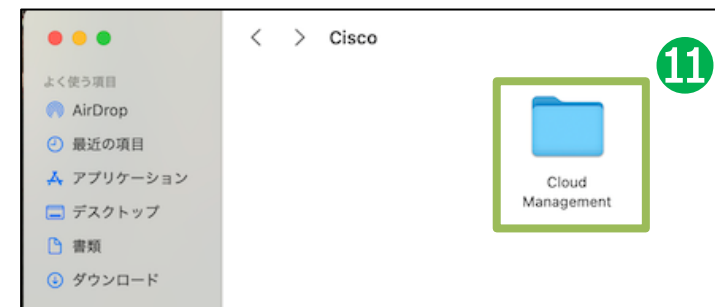 Cisco
11
よく使う項目
AirDrop
最近の項目
アプリケーション
デスクトップ
書類
ダウンロード
Cloud
Management